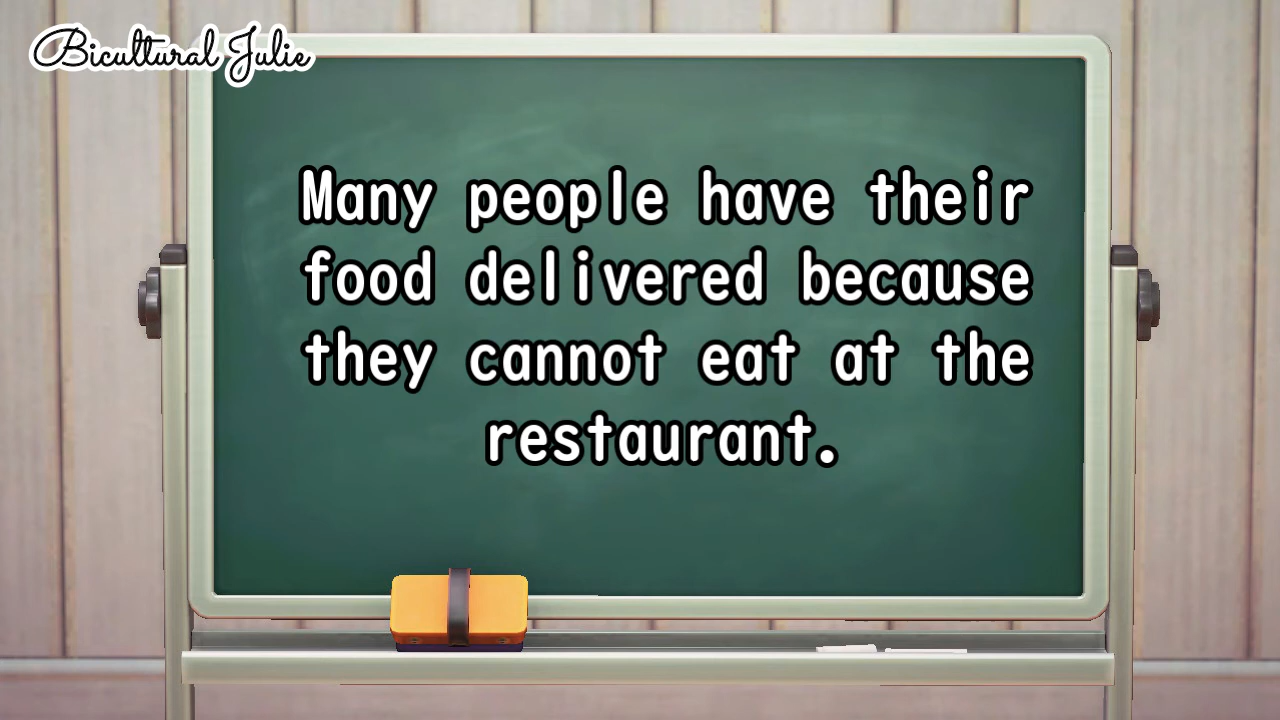 Bicultural Julie
Many people have their
food delivered because
they cannot eat at the
restaurant.